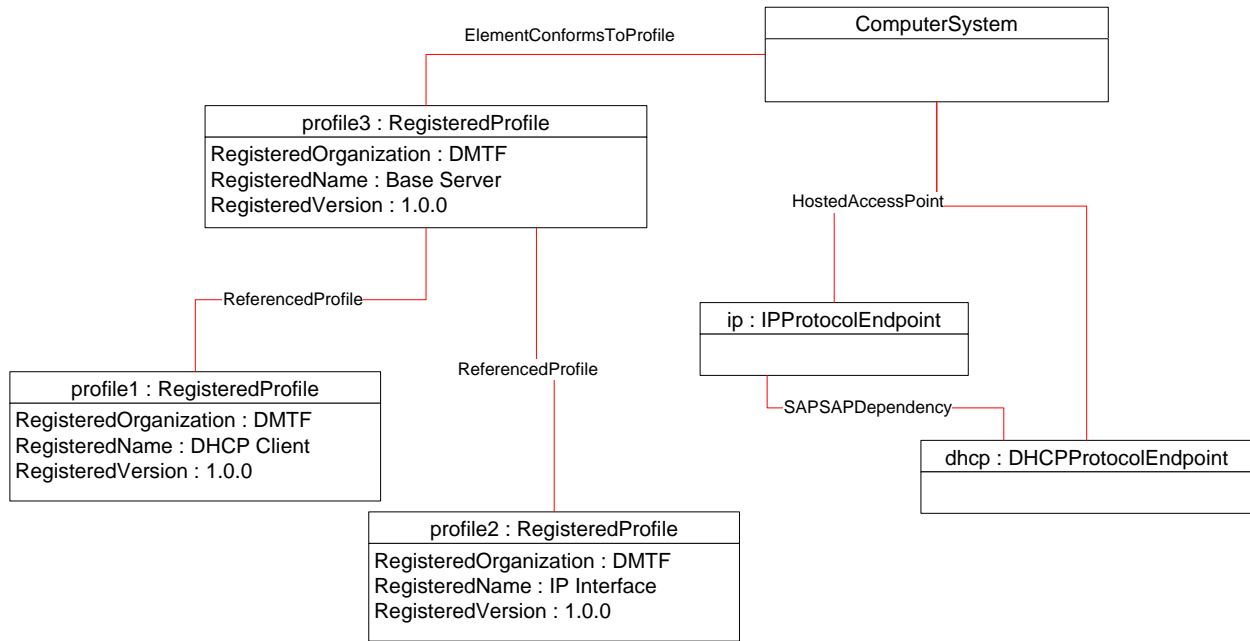 ComputerSystem
ElementConformsToProfile
profile3 : RegisteredProfile
RegisteredOrganization : DMTF
RegisteredName : Base Server
RegisteredVersion : 1.0.0
HostedAccessPoint
ReferencedProfile
ip : IPProtocolEndpoint
ReferencedProfile
profile1 : RegisteredProfile
RegisteredOrganization : DMTF
RegisteredName : DHCP Client
RegisteredVersion : 1.0.0
SAPSAPDependency
dhcp : DHCPProtocolEndpoint
profile2 : RegisteredProfile
RegisteredOrganization : DMTF
RegisteredName : IP Interface
RegisteredVersion : 1.0.0